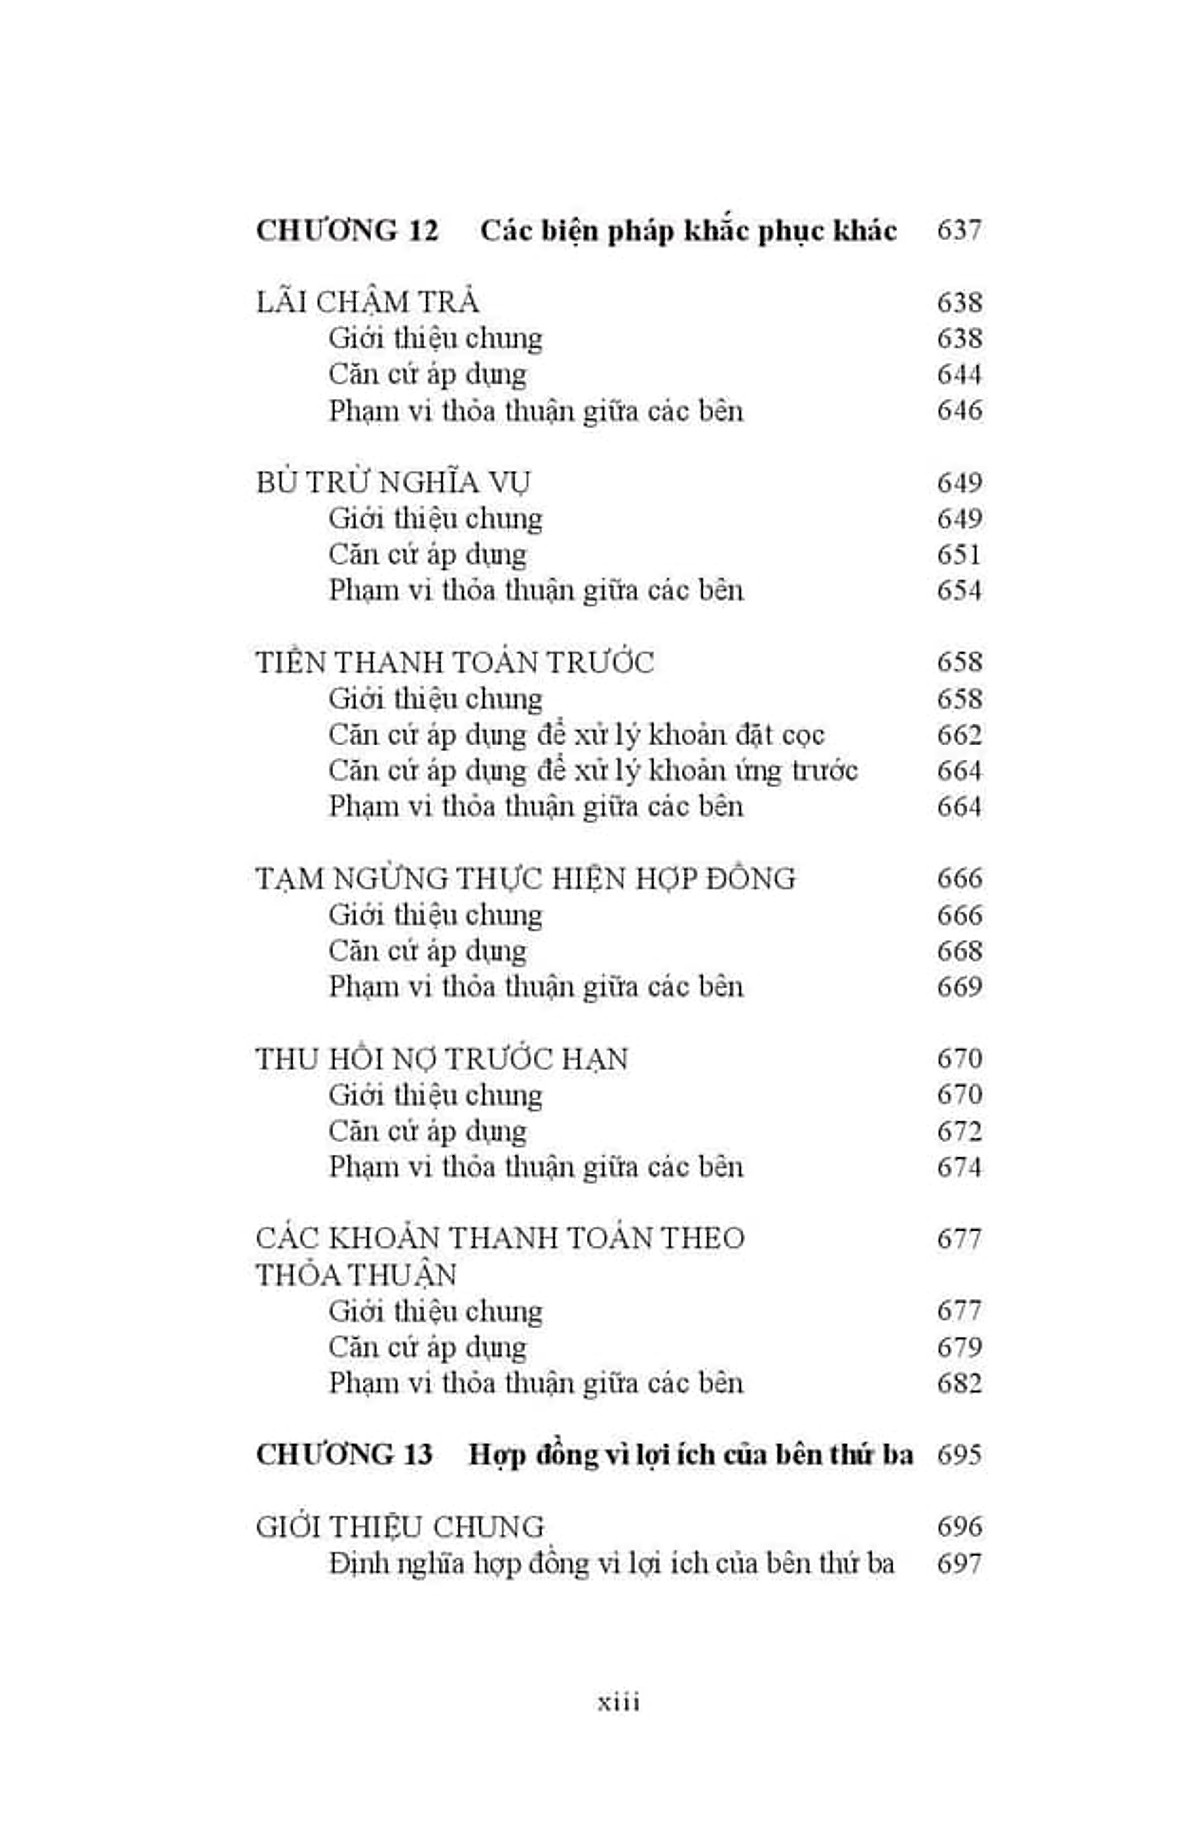 CHƯƠNG 12 Các biện pháp khắc phục khác 637
LÃI CHẬM TRẢ 638
Giới thiệu chung 638
Căn cứ áp dụng 644
Phạm vi thỏa thuận giữa các bên 646
BÙ TRỪ NGHĨA VỤ 649
Giới thiệu chung 649
Căn cứ áp dụng 651
Phạm vi thỏa thuận giữa các bên 654
TIỀN THANH TOÁN TRƯỚC 658
Giới thiệu chung 658
Căn cứ áp dụng để xử lý khoản đặt cọc 662
Căn cứ áp dụng để xử lý khoản ứng trước 664
Phạm vi thỏa thuận giữa các bên 664
TẠM NGỪNG THỰC HIỆN HỢP ĐỒNG 666
Giới thiệu chung 666
Căn cứ áp dụng 668
Phạm vi thỏa thuận giữa các bên 669
THU HỒI NỢ TRƯỚC HẠN 670
Giới thiệu chung 670
Căn cứ áp dụng 672
Phạm vi thỏa thuận giữa các bên 674
CÁC KHOẢN THANH TOÁN THEO 677
THỎA THUẬN
Giới thiệu chung 677
Căn cứ áp dụng 679
Phạm vi thỏa thuận giữa các bên 682
CHƯƠNG 13 Hợp đồng vì lợi ích của bên thứ ba 695
GIỚI THIỆU CHUNG 696
Định nghĩa hợp đồng vì lợi ích của bên thứ ba 697
xiii